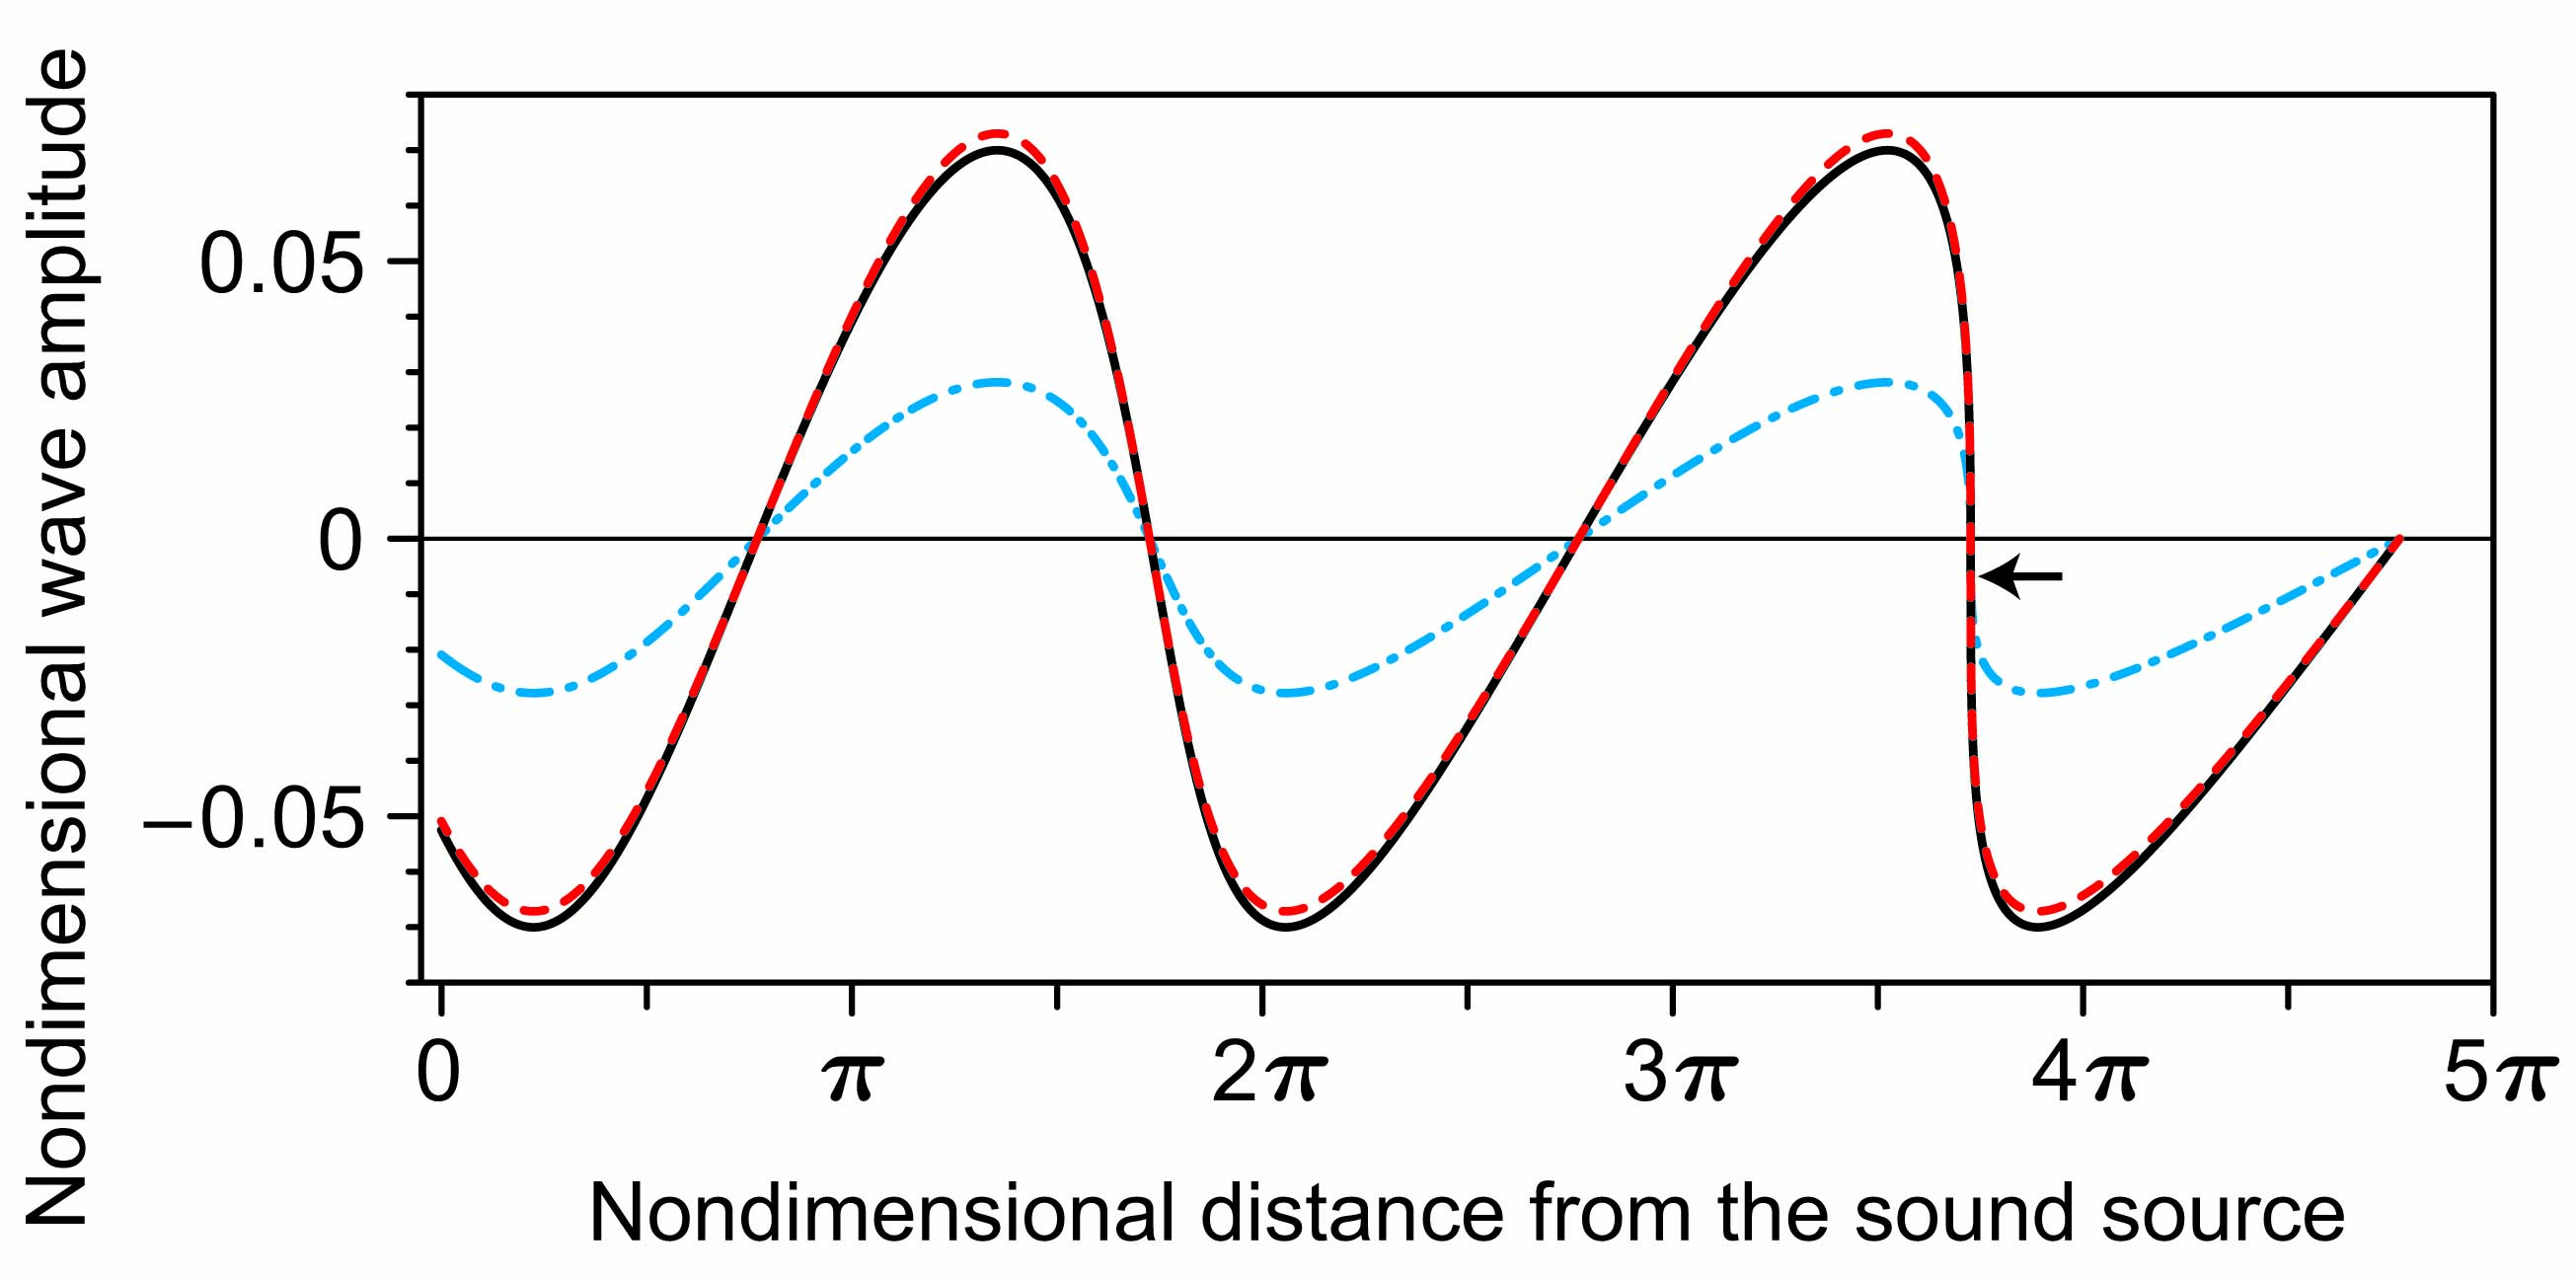 Nondimensional wave amplitude
0.05
0
−0.05
0 π 2π 3π 4π 5π
Nondimensional distance from the sound source